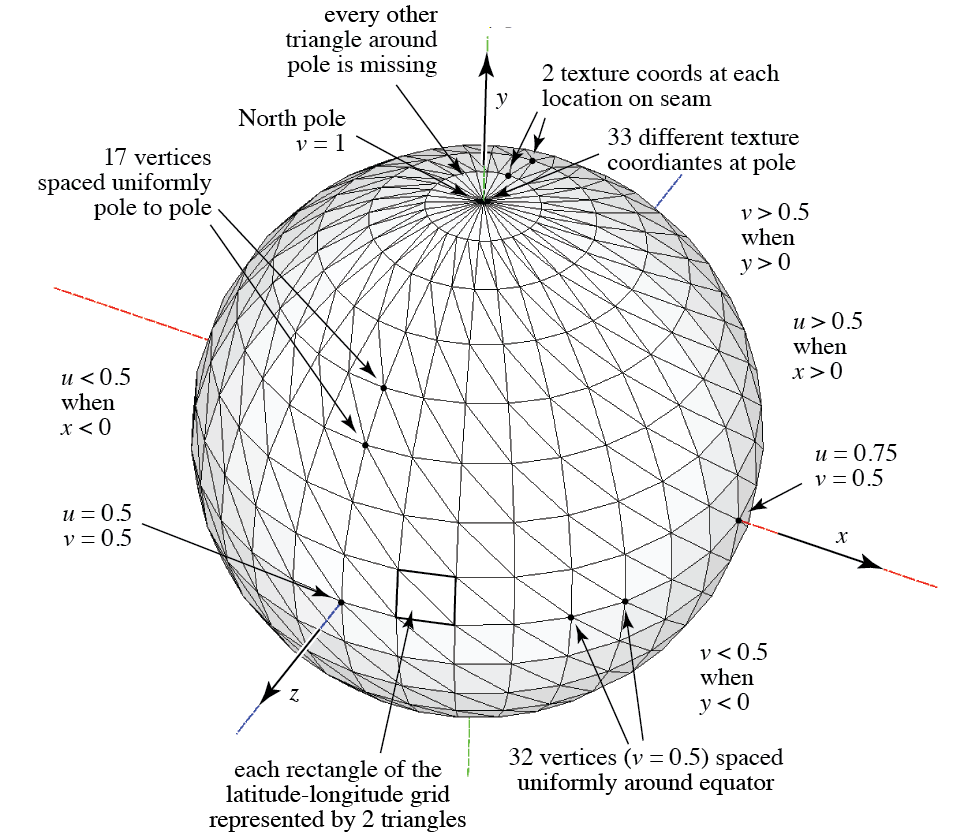 every other
triangle around
pole is missing
y
2 texture coords at each
location on seam
North pole
v = 1
33 different texture
coordiantes at pole
17 vertices
spaced uniformly
pole to pole
v > 0.5
when
y > 0
u > 0.5
when
x > 0
u < 0.5
when
x < 0
u = 0.75
v = 0.5
u = 0.5
v = 0.5
x
z
v < 0.5
when
y < 0
32 vertices (v = 0.5) spaced
uniformly around equator
each rectangle of the
latitude-longitude grid
represented by 2 triangles